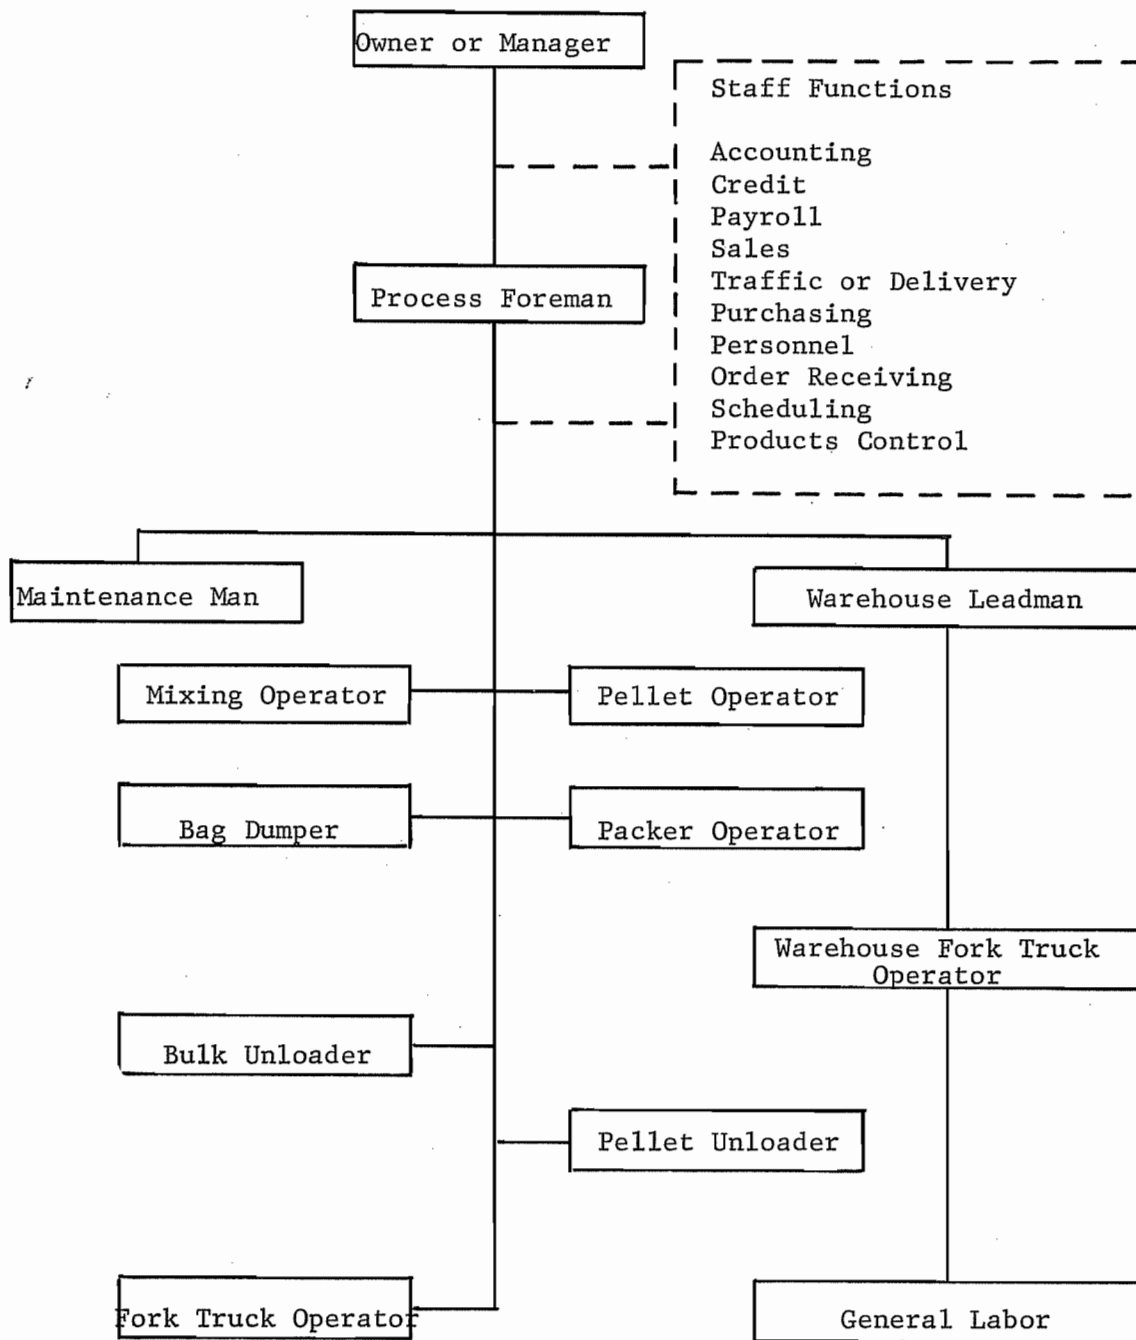 Owner or Manager
Staff Functions
Accounting
Credit
Payroll
Sales
Traffic or Delivery
Purchasing
Personnel
Order Receiving
Scheduling
Products Control
Process Foreman
Maintenance Man
Warehouse Leadman
Mixing Operator
Pellet Operator
Bag Dumper
Packer Operator
Warehouse Fork Truck
Operator
Bulk Unloader
Pellet Unloader
Fork Truck Operator
General Labor